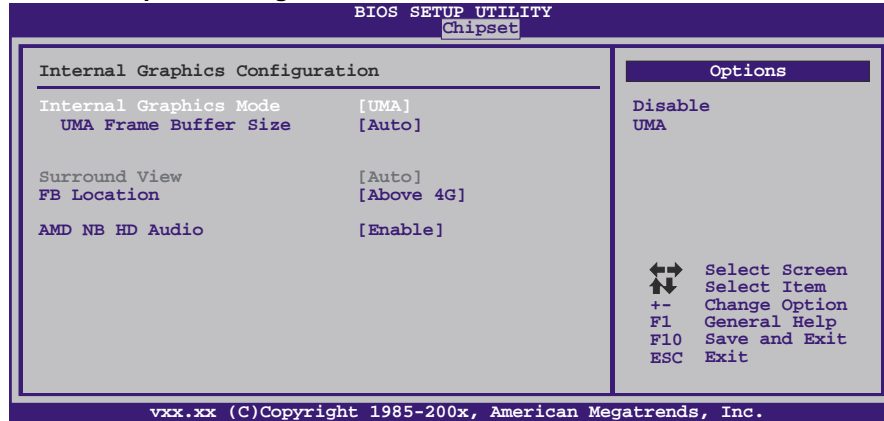 BIOS SETUP UTILITY
Chipset
Internal Graphics Configuration
Internal Graphics Mode [UMA]
UMA Frame Buffer Size [Auto]
Surround View [Auto]
FB Location [Above 4G]
AMD NB HD Audio [Enable]
Options
Disable
UMA
Select Screen
Select Item
+- Change Option
F1 General Help
F10 Save and Exit
ESC Exit
vxx.xx (C)Copyright 1985-200x, American Megatrends, Inc.